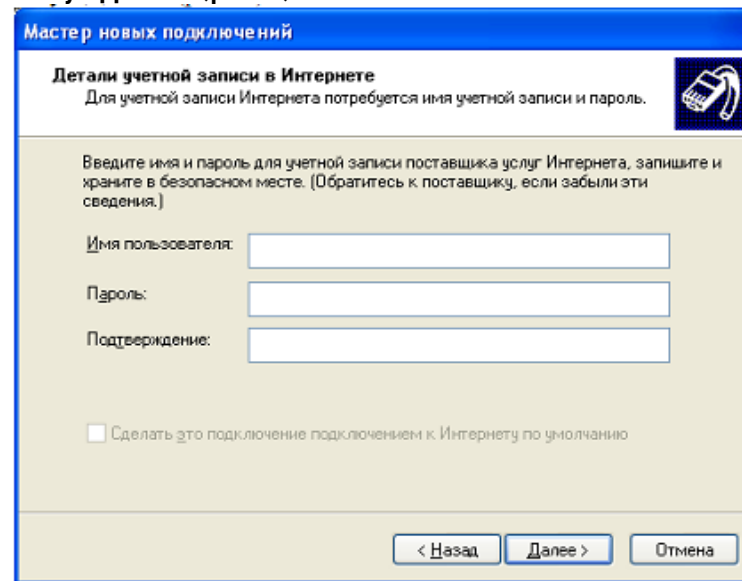 Мастер новых подключений
Детали учетной записи в Интернете
Для учетной записи Интернета потребуется имя учетной записи и пароль.
Введите имя и пароль для учетной записи поставщика услуг Интернета, запишите и
храните в безопасном месте. (Обратитесь к поставщику, если забыли эти
сведения.)
Имя пользователя:
Пароль:
Подтверждение:
Сделать это подключение подключением к Интернету по умолчанию
< Назад Далее > Отмена